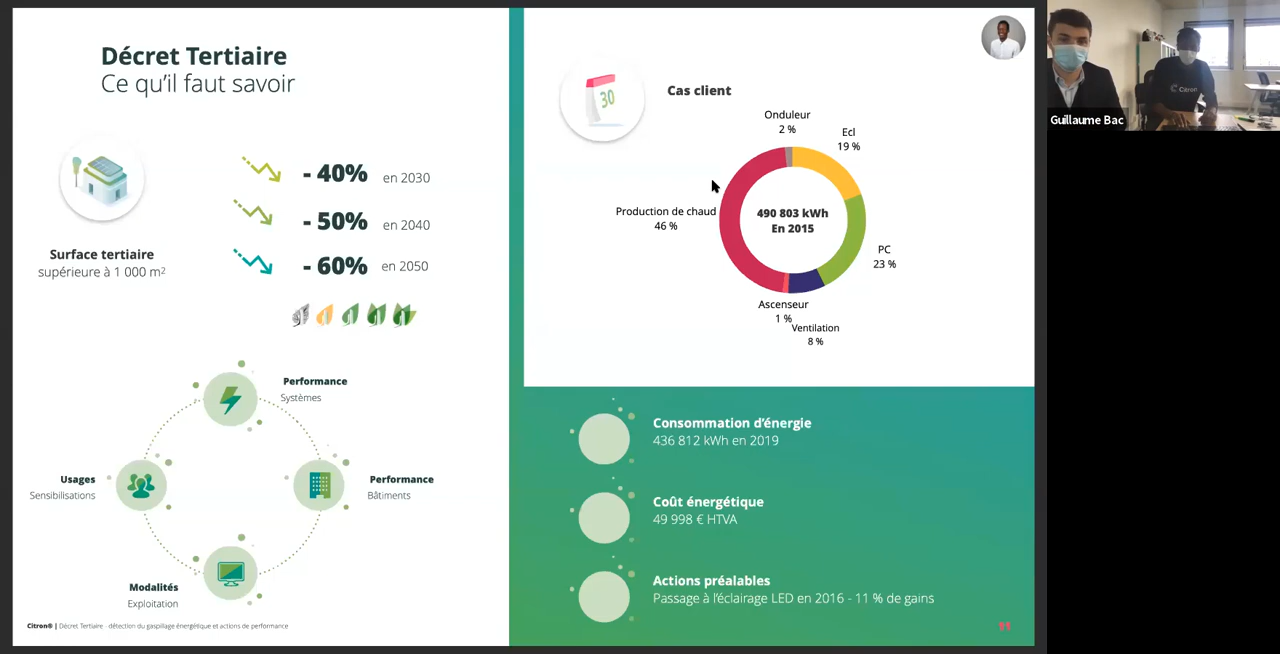 Décret Tertiaire
Ce qu'il faut savoir
Surface tertiaire
supérieure à 1 000 m²
- 40% en 2030
- 50% en 2040
- 60% en 2050
Performance
Systèmes
Usages
Sensibilisations
Performance
Bâtiments
Modalités
Exploitation
Citron® | Décret Tertiaire - détection du gaspillage énergétique et actions de performance
30
Cas client
Onduleur
2 %
Ecl
19 %
Production de chaud
46 %
490 803 kWh
En 2015
PC
23 %
Ascenseur
1 %
Ventilation
8 %
Consommation d'énergie
436 812 kWh en 2019
Coût énergétique
49 998 € HTVA
Actions préalables
Passage à l'éclairage LED en 2016 - 11 % de gains
Citron
Guillaume Bac